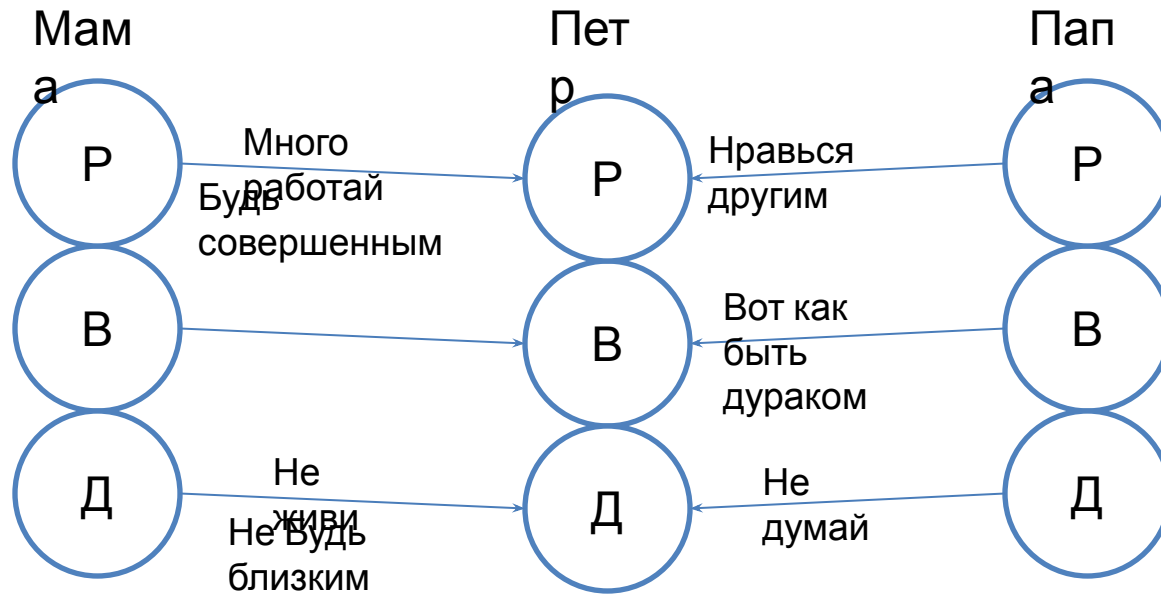 Мам
а
Пет
р
Пап
а
Р
Много
работай
Будь
совершенным
Р
Нравься
другим
Р
В
В
Вот как
быть
дураком
В
Д
Не
живи
Не Будь
близким
Д
Не
думай
Д